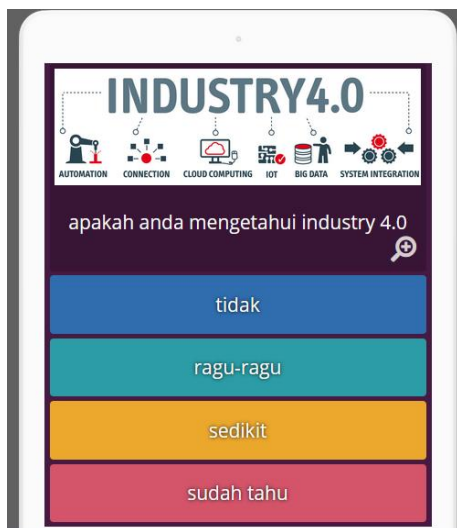 INDUSTRY4.0
AUTOMATION CONNECTION CLOUD COMPUTING IOT BIG DATA SYSTEM INTEGRATION
apakah anda mengetahui industry 4.0
tidak
ragu-ragu
sedikit
sudah tahu